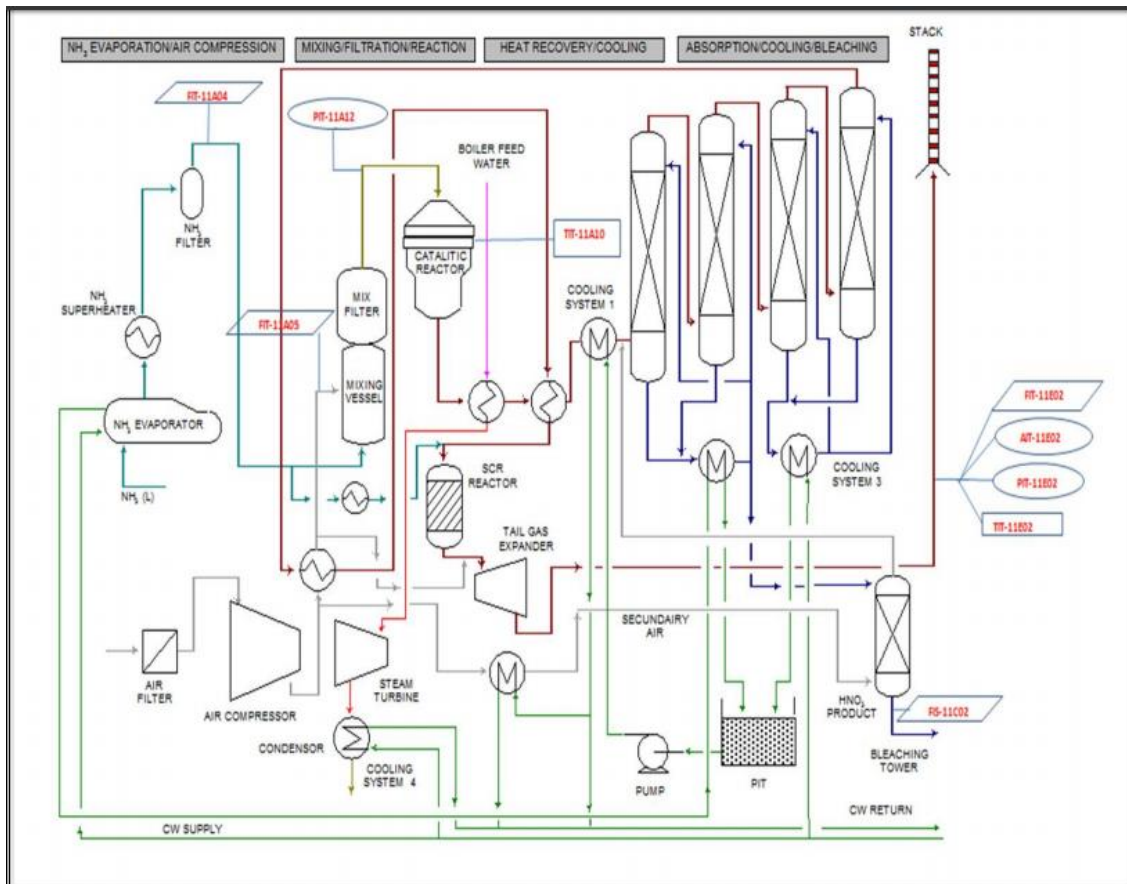 NH3 EVAPORATION/AIR COMPRESSION
MIXING/FILTRATION/REACTION
HEAT RECOVERY/COOLING
ABSORPTION/COOLING/BLEACHING
STACK
FIT-11A04
PIT-11A12
BOILER FEED
WATER
NH3
FILTER
TIT-11A10
CATALITIC
REACTOR
NH3
SUPERHEATER
MIX
FILTER
COOLING
SYSTEM 1
FIT-11A05
MIXING
VESSEL
NH3 EVAPORATOR
FIT-11E02
AIT-11E02
PIT-11E02
TIT-11E02
SCR
REACTOR
COOLING
SYSTEM 3
NH3 (L)
TAIL GAS
EXPANDER
SECUNDAIRY
AIR
AIR
FILTER
AIR COMPRESSOR
STEAM
TURBINE
HNO3
PRODUCT
FIS-11C02
CONDENSOR
BLEACHING
TOWER
COOLING
SYSTEM 4
PUMP
PIT
CW SUPPLY
CW RETURN